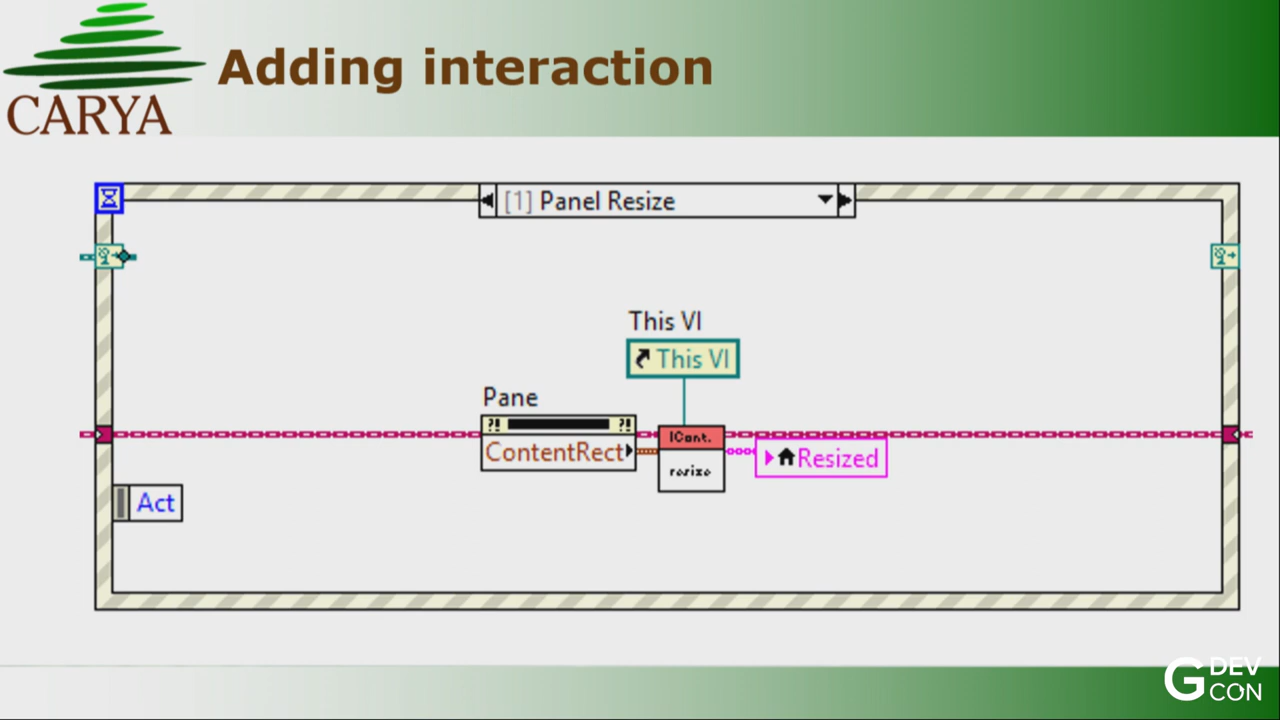 CARYA
Adding interaction
[1] Panel Resize
This VI
This VI
Pane
?! ?!
ContentRect
ICont.
resize
Resized
Act
G DEV
CON